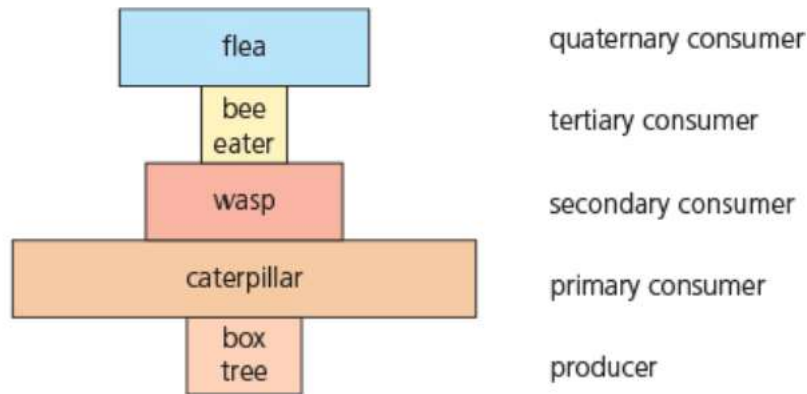 flea
quaternary consumer
bee
eater
tertiary consumer
wasp
secondary consumer
caterpillar
primary consumer
box
tree
producer